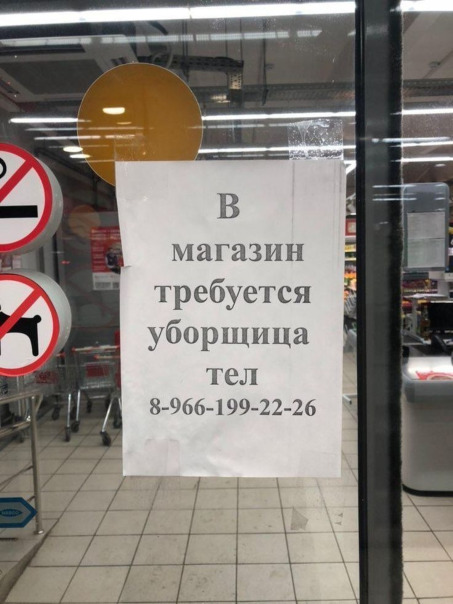 В
магазин
требуется
уборщица
тел
8-966-199-22-26